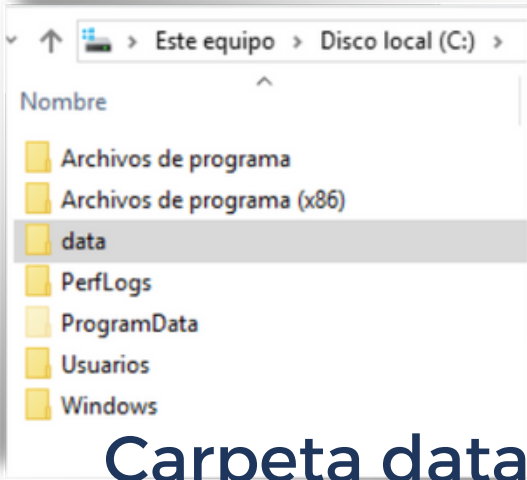 Este equipo > Disco local (C:) >
Nombre
Archivos de programa
Archivos de programa (x86)
data
PerfLogs
ProgramData
Usuarios
Windows
Carpeta data